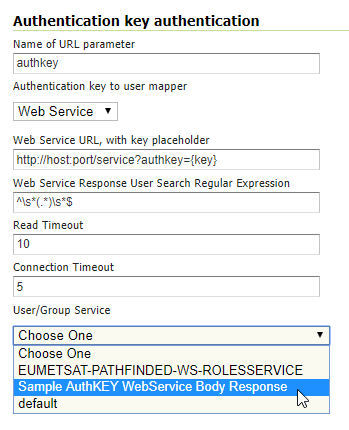 Authentication key authentication
Name of URL parameter
authkey
Authentication key to user mapper
Web Service
Web Service URL, with key placeholder
http://host:port/service?authkey={key}
Web Service Response User Search Regular Expression
^\s*(.*)\s*$
Read Timeout
10
Connection Timeout
5
User/Group Service
Choose One
Choose One
EUMETSAT-PATHFINDED-WS-ROLESSERVICE
Sample AuthKEY WebService Body Response
default